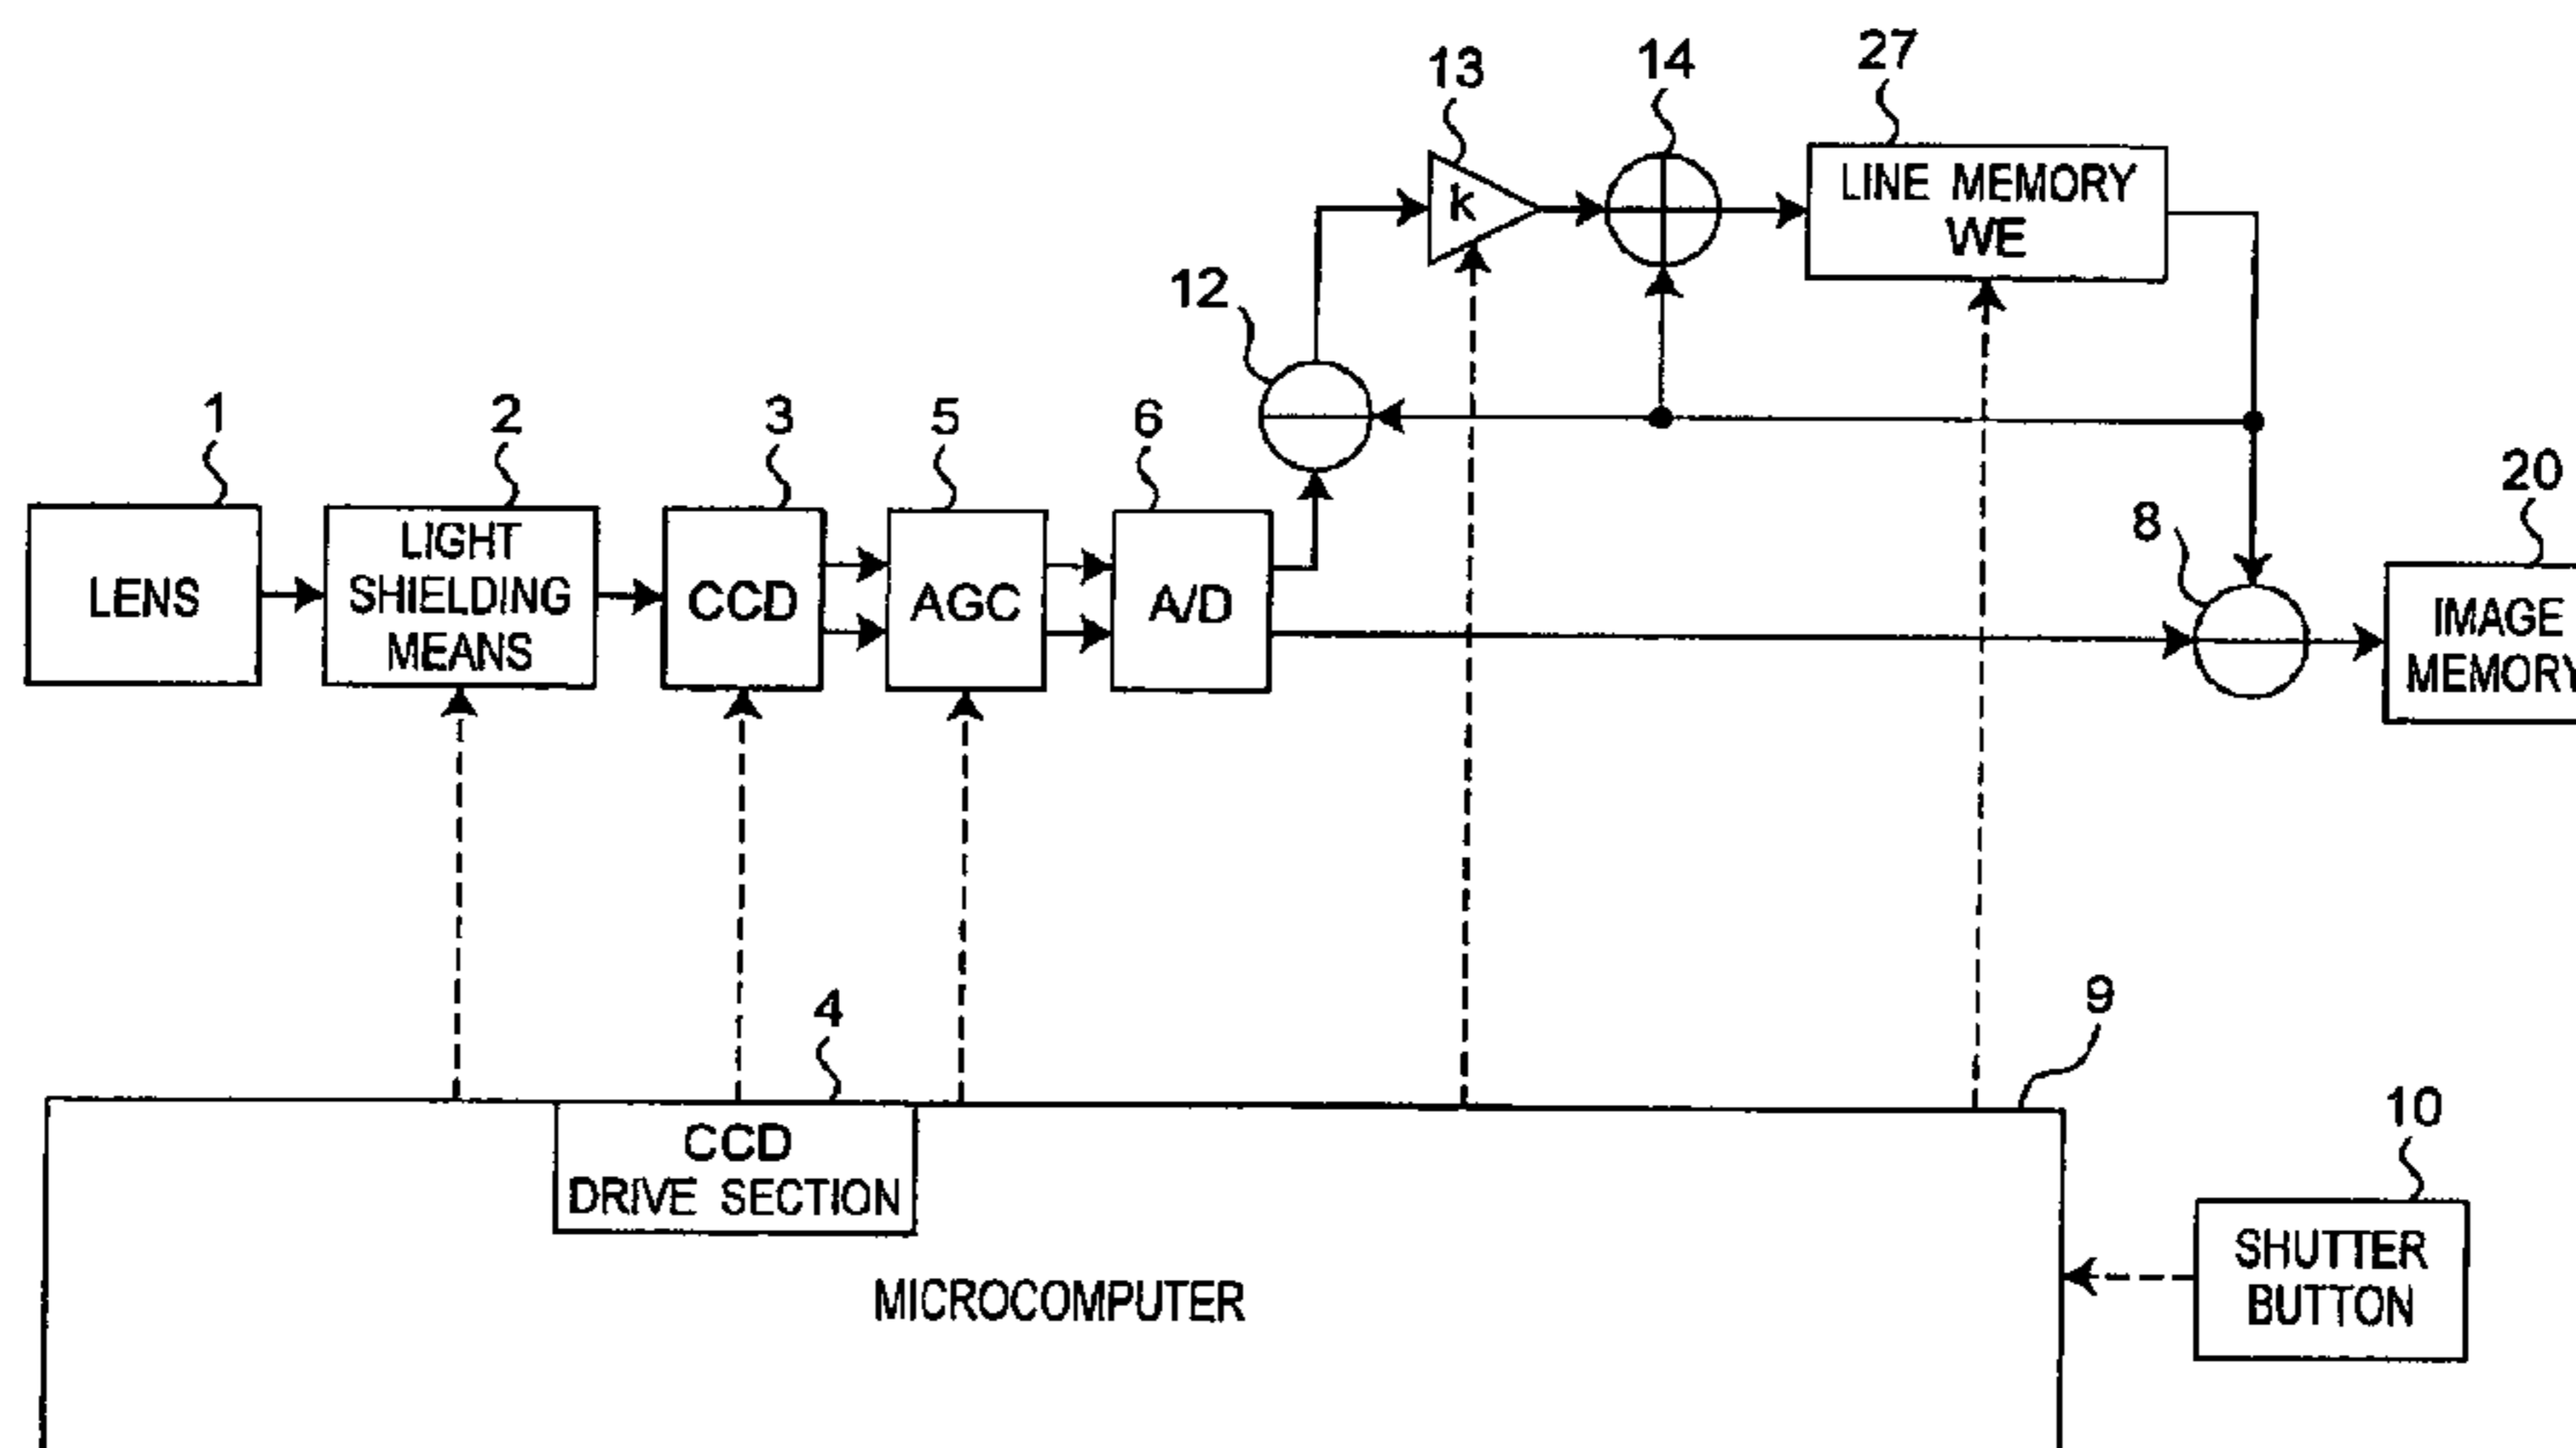 13
14
27
k
LINE MEMORY
WE
12
1
2
3
5
6
20
8
LENS
LIGHT
SHIELDING
MEANS
CCD
AGC
A/D
IMAGE
MEMORY
4
9
10
CCD
DRIVE SECTION
SHUTTER
BUTTON
MICROCOMPUTER